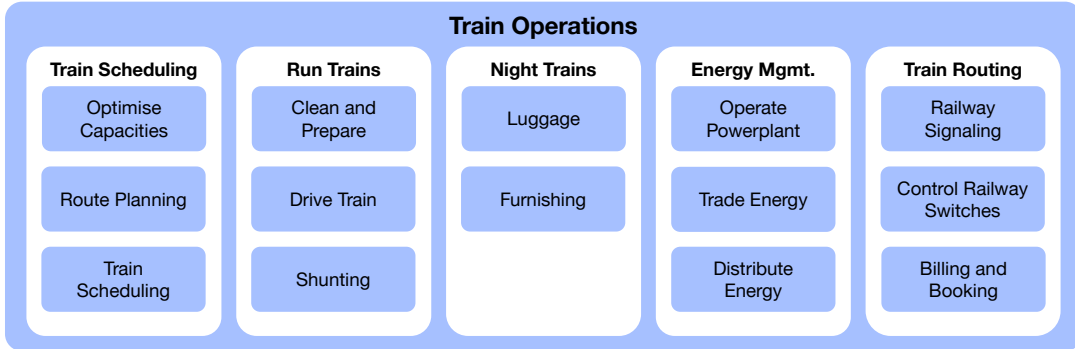 Train Operations
Train Scheduling
Optimise
Capacities
Route Planning
Train
Scheduling
Run Trains
Clean and
Prepare
Drive Train
Shunting
Night Trains
Luggage
Furnishing
Energy Mgmt.
Operate
Powerplant
Trade Energy
Distribute
Energy
Train Routing
Railway
Signaling
Control Railway
Switches
Billing and
Booking